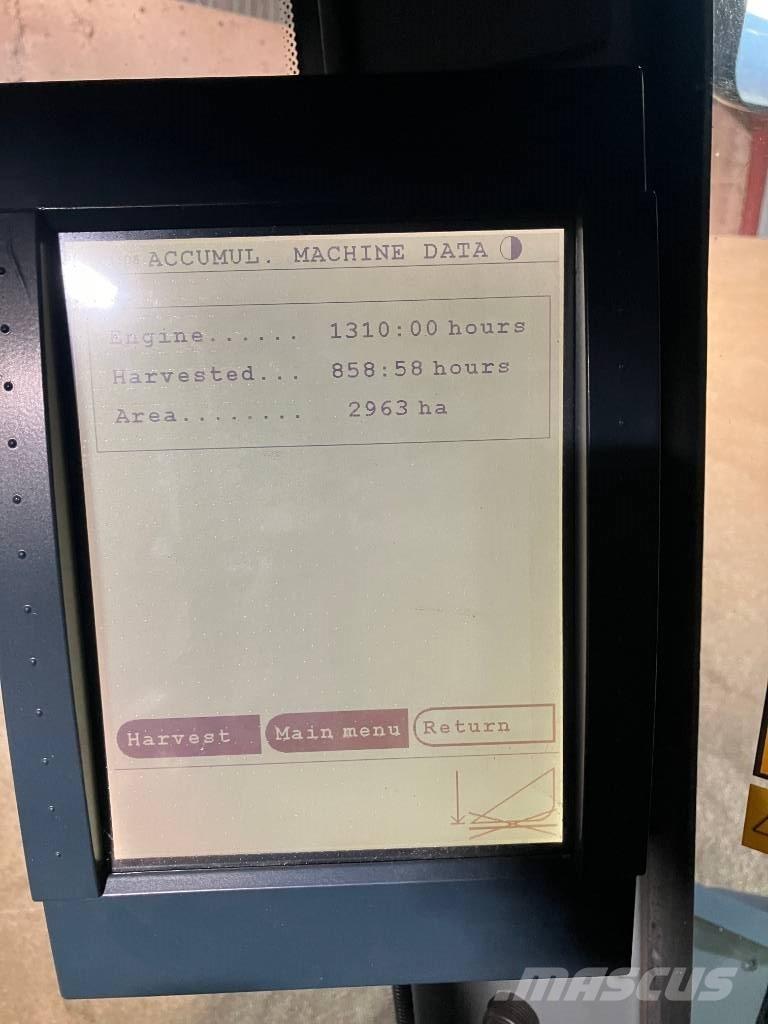 ACCUMUL. MACHINE DATA
Engine...... 1310:00 hours
Harvested... 858:58 hours
Area........ 2963 ha
Harvest Main menu Return
MASCUS